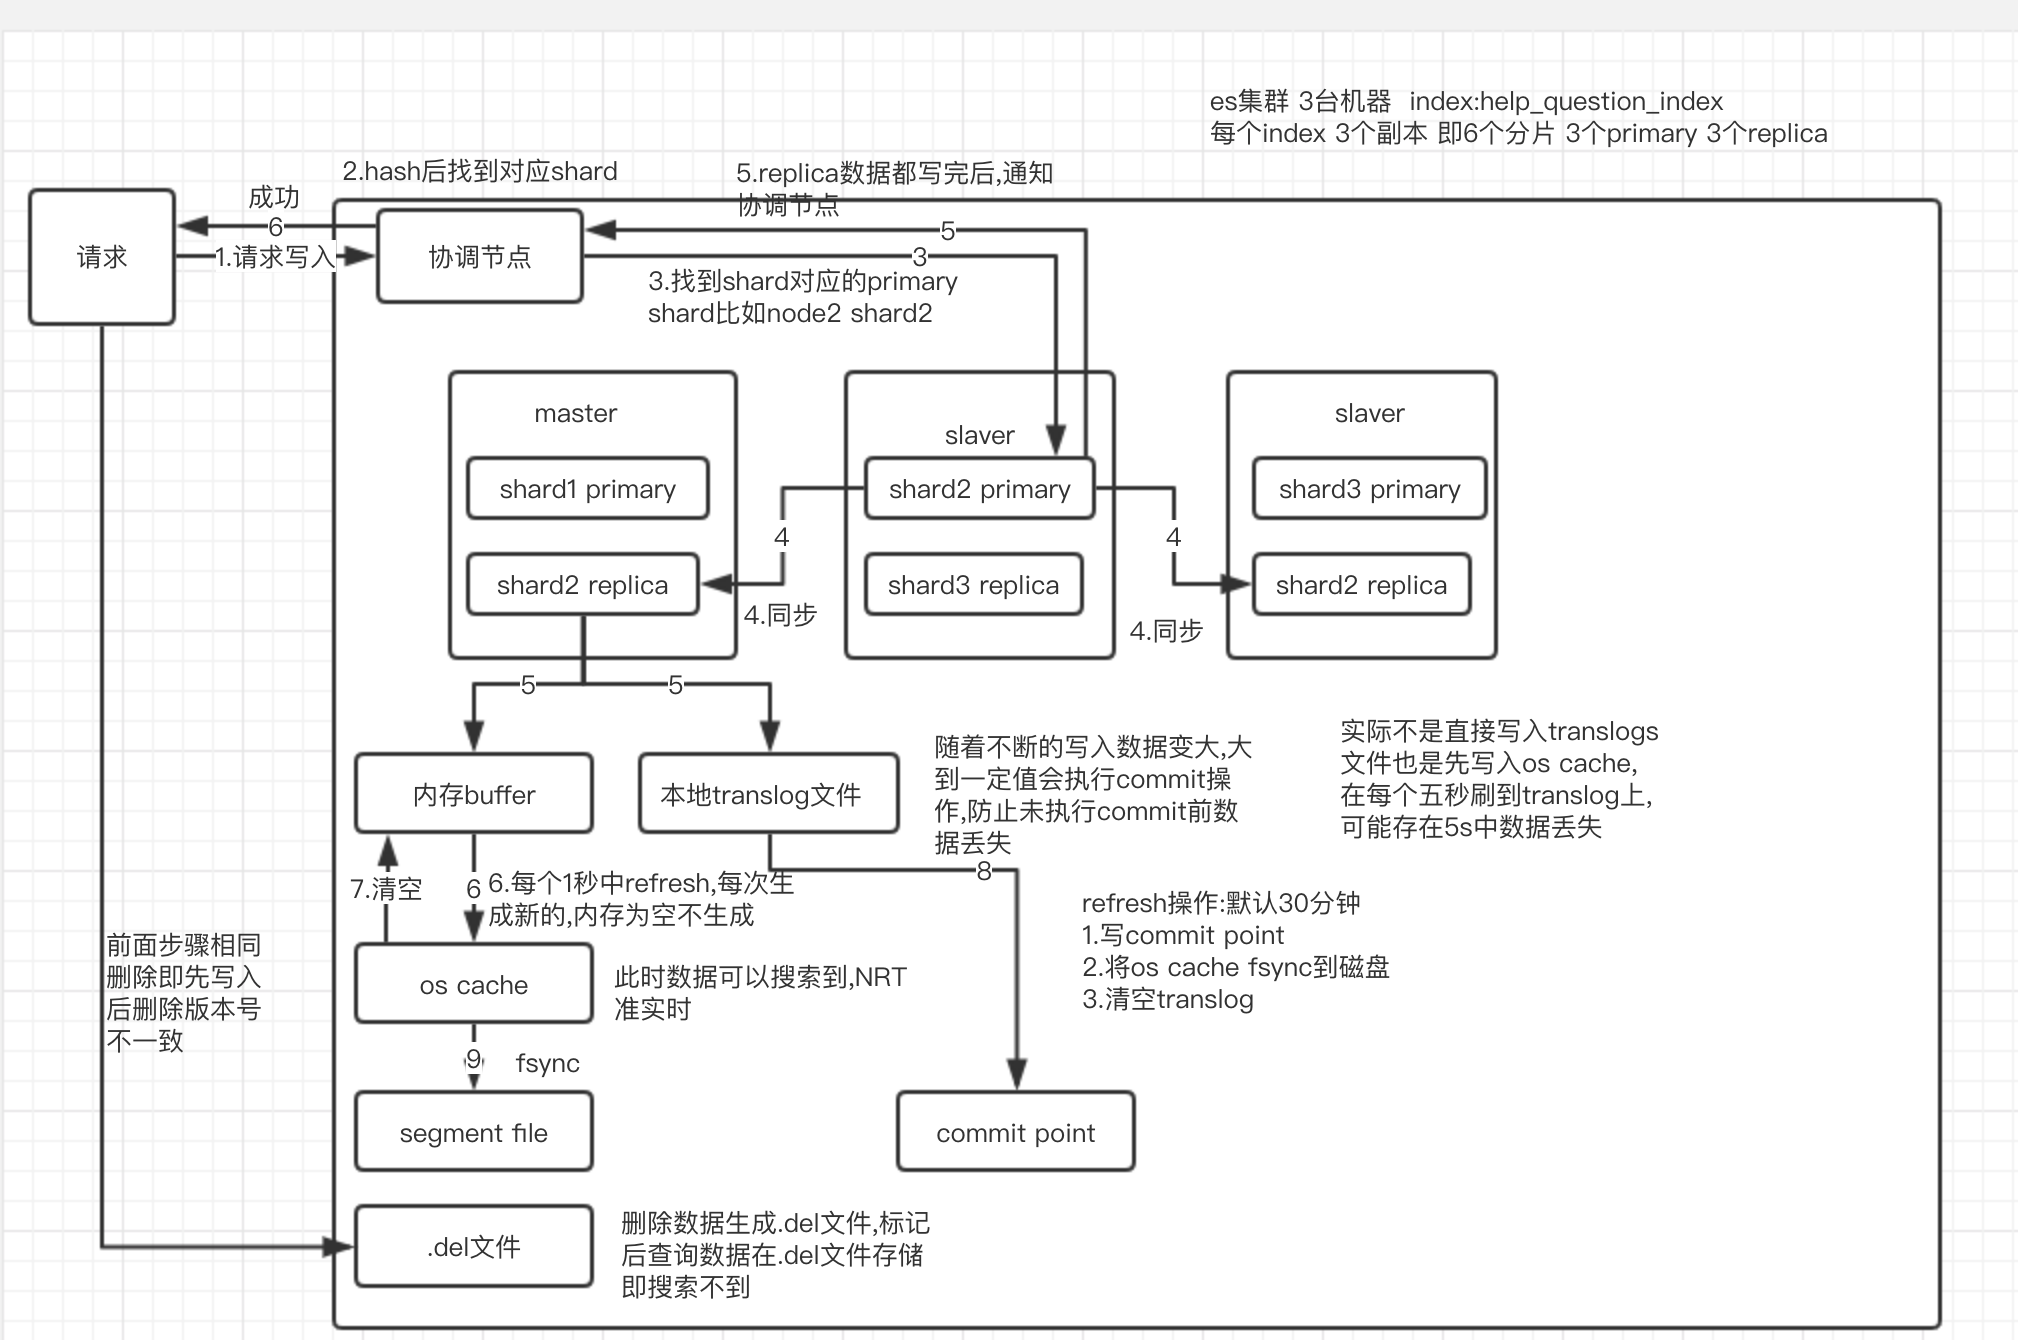 es集群 3台机器  index:help_question_index
每个index 3个副本 即6个分片 3个primary 3个replica
2.hash后找到对应shard
5.replica数据都写完后,通知
协调节点
成功
6
1.请求写入
请求
协调节点
5
3
3.找到shard对应的primary
shard比如node2 shard2
master
shard1 primary
shard2 replica
slaver
shard2 primary
shard3 replica
slaver
shard3 primary
shard2 replica
4
4
4.同步
4.同步
5
5
内存buffer
本地translog文件
随着不断的写入数据变大,大
到一定值会执行commit操
作,防止未执行commit前数
据丢失
实际不是直接写入translogs
文件也是先写入os cache,
在每个五秒刷到translog上,
可能存在5s中数据丢失
7.清空
6
6.每个1秒中refresh,每次生
成新的,内存为空不生成
8
refresh操作:默认30分钟
1.写commit point
2.将os cache fsync到磁盘
3.清空translog
前面步骤相同
删除即先写入
后删除版本号
不一致
os cache
此时数据可以搜索到,NRT
准实时
9
fsync
segment file
commit point
.del文件
删除数据生成.del文件,标记
后查询数据在.del文件存储
即搜索不到